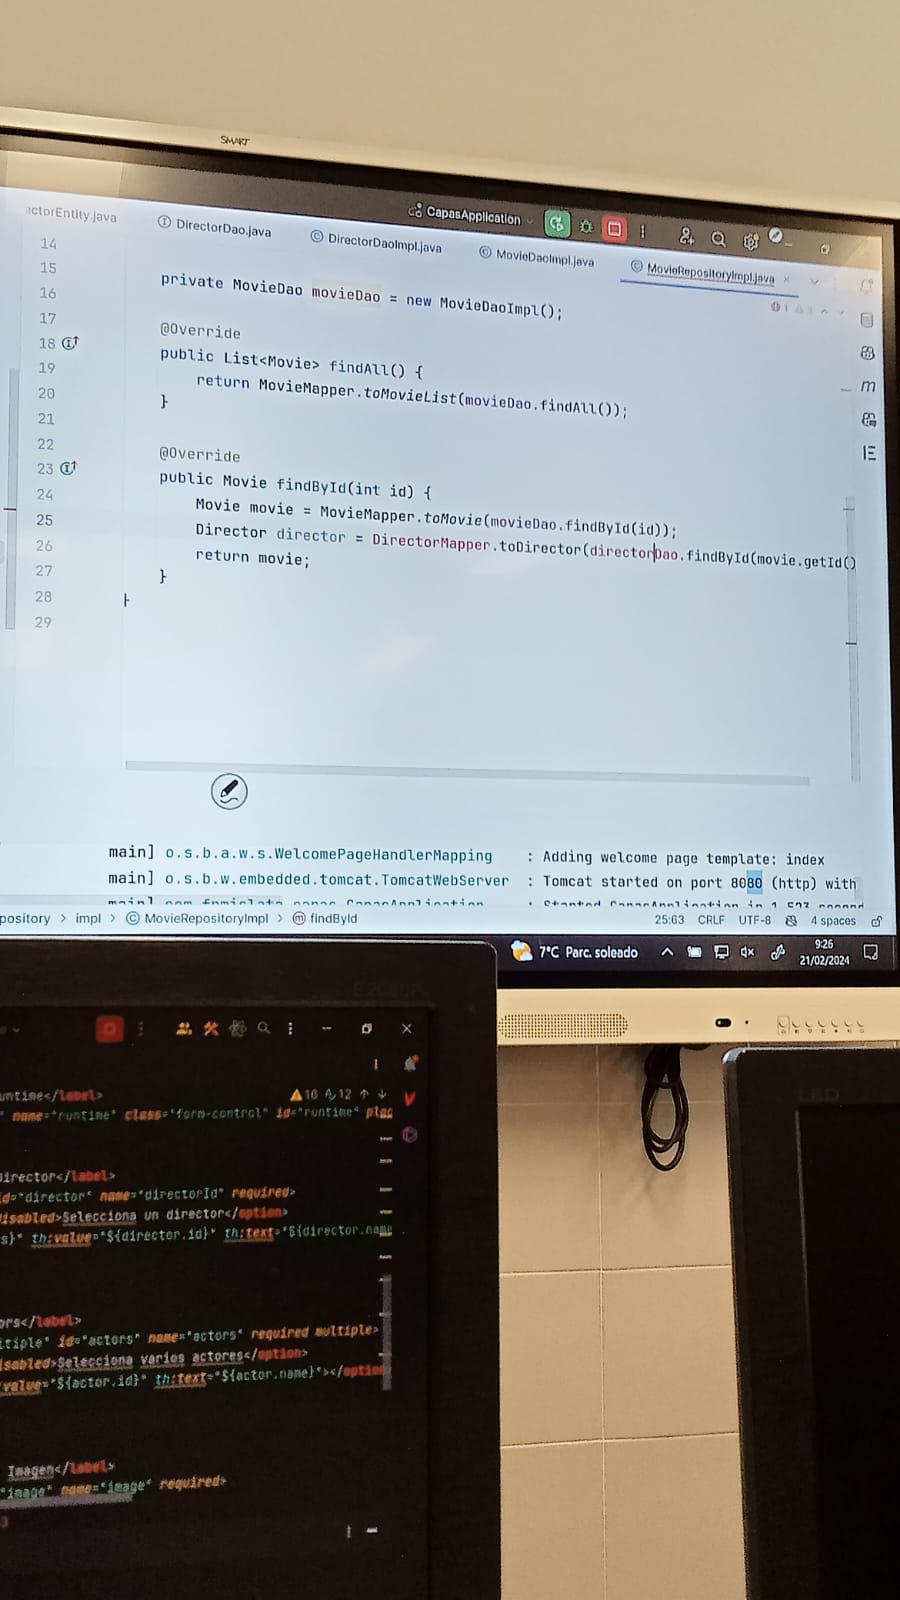 SMART
ctorEntity.java
DirectorDao.java
DirectorDaoImpl.java
MovieDaoImpl.java
MovieRepositoryImpl.java
CapasApplication
14
15
16 private MovieDao movieDao = new MovieDaoImpl();
17
18 @Override
19 public List<Movie> findAll() {
20 return MovieMapper.toMovieList(movieDao.findAll());
21 }
22
23 @Override
24 public Movie findById(int id) {
25 Movie movie = MovieMapper.toMovie(movieDao.findById(id));
26 Director director = DirectorMapper.toDirector(directorDao.findById(movie.getId()
27 return movie;
28 }
29 }
main] o.s.b.a.w.s.WelcomePageHandlerMapping : Adding welcome page template: index
main] o.s.b.w.embedded.tomcat.TomcatWebServer : Tomcat started on port 8080 (http) with
pository > impl > MovieRepositoryImpl > findById 25:63 CRLF UTF-8 4 spaces
7°C Parc. soleado 9:26
21/02/2024
untime</label>
16 12
" name="runtime" class="form-control" id="runtime" plac
director</label>
id="director" name="directorId" required>
disabled>Selecciona un director</option>
s}" th:value="${director.id}" th:text="${director.name
ors</label>
ltiple" id="actors" name="actors" required multiple>
isabled>Selecciona varios actores</option>
value="${actor.id}" th:text="${actor.name}"></option
Imagen</label>
"image" name="image" required>
LED